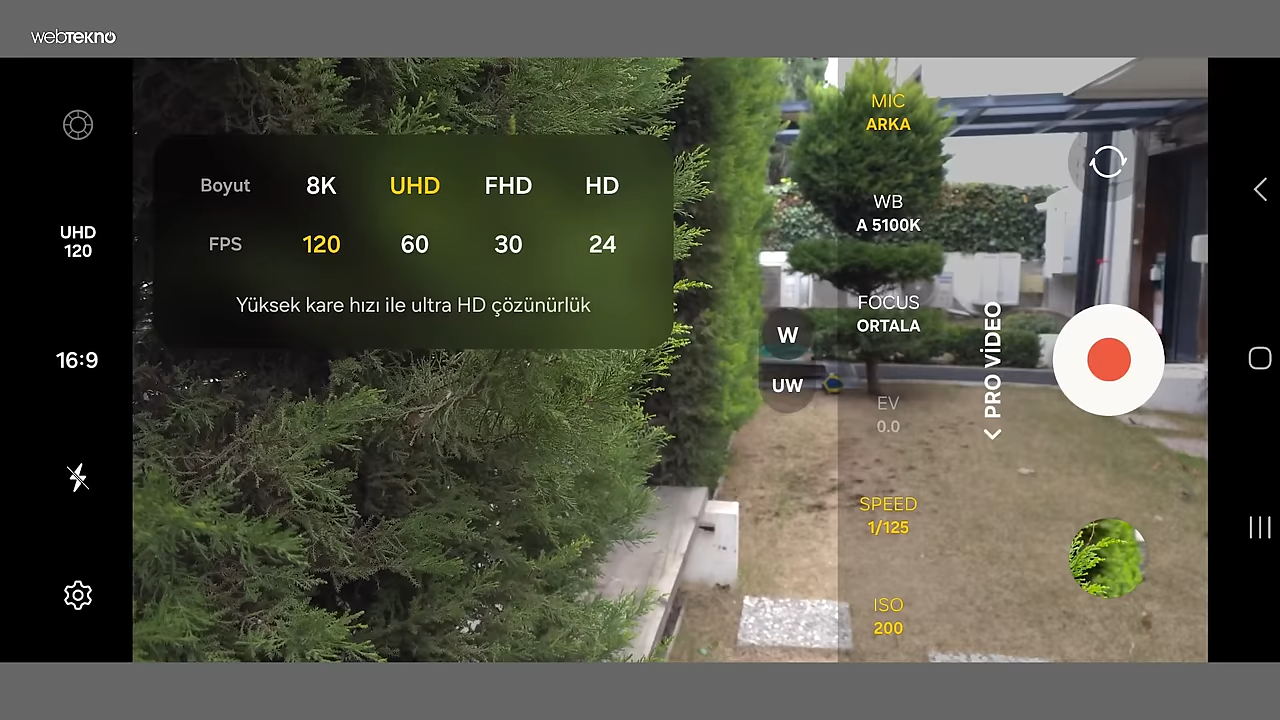 webtekno
UHD
120
16:9
Boyut 8K UHD FHD HD
FPS 120 60 30 24
Yüksek kare hızı ile ultra HD çözünürlük
W
UW
MIC
ARKA
WB
A 5100K
FOCUS
ORTALA
EV
0.0
SPEED
1/125
ISO
200
PRO VİDEO